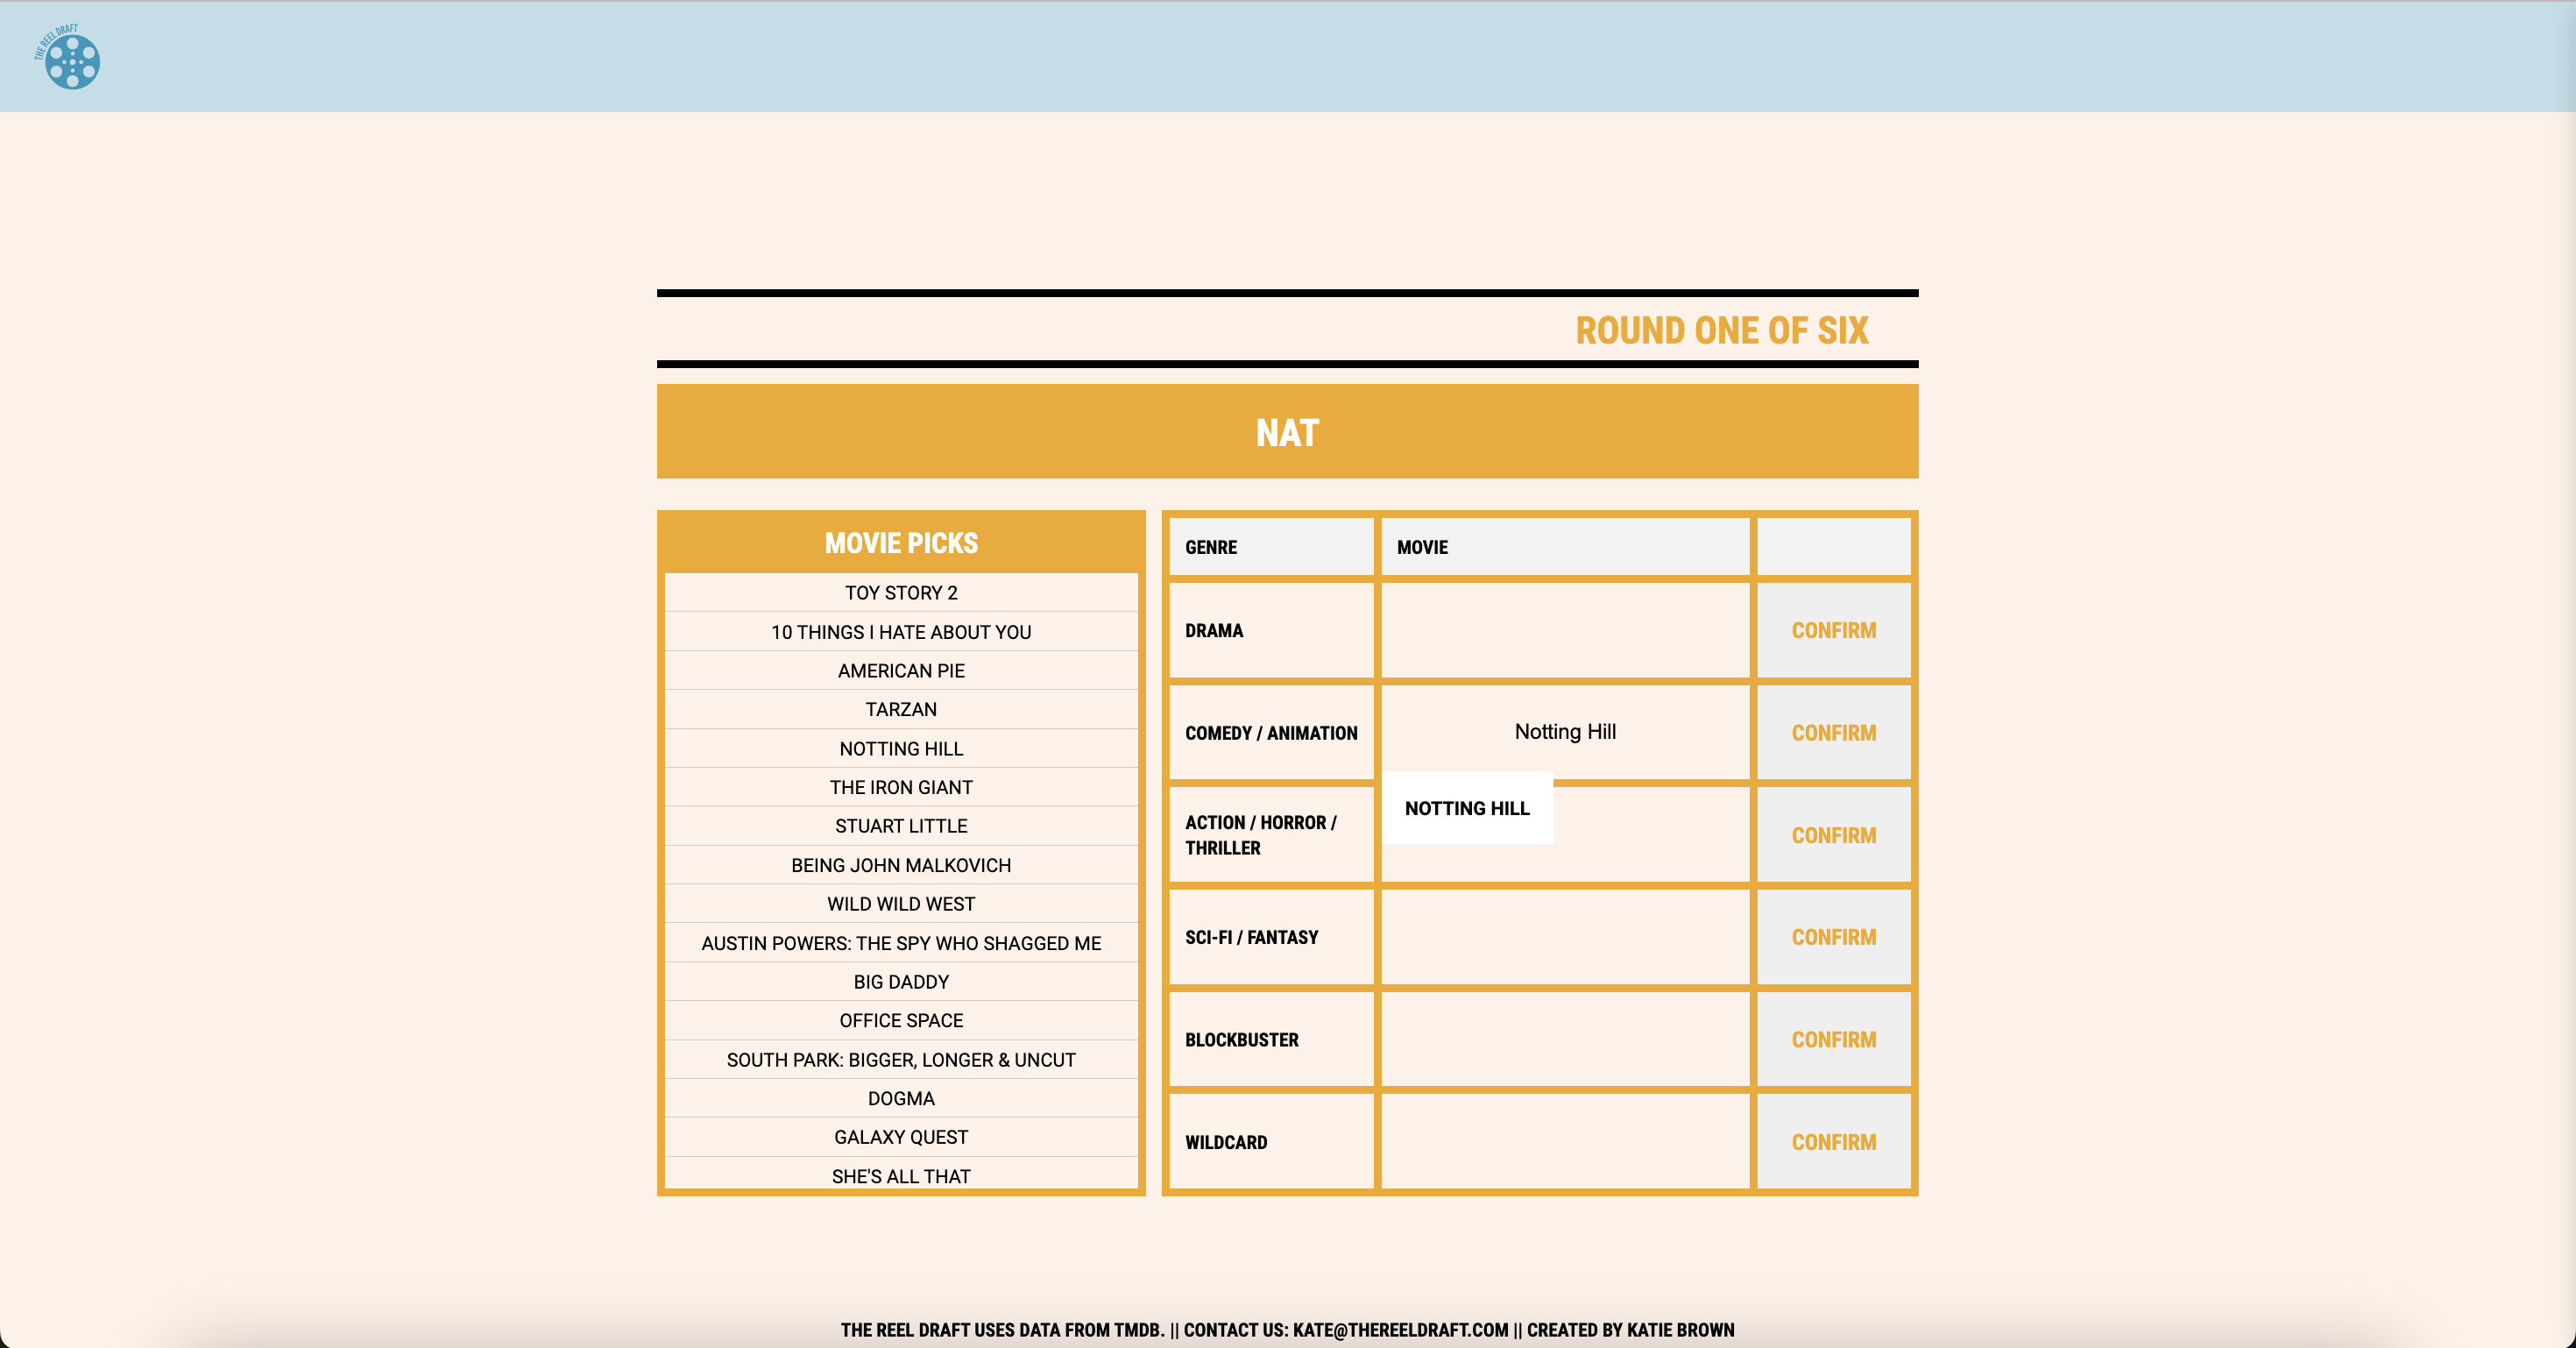 THE REEL DRAFT
ROUND ONE OF SIX
NAT
MOVIE PICKS
TOY STORY 2
10 THINGS I HATE ABOUT YOU
AMERICAN PIE
TARZAN
NOTTING HILL
THE IRON GIANT
STUART LITTLE
BEING JOHN MALKOVICH
WILD WILD WEST
AUSTIN POWERS: THE SPY WHO SHAGGED ME
BIG DADDY
OFFICE SPACE
SOUTH PARK: BIGGER, LONGER & UNCUT
DOGMA
GALAXY QUEST
SHE'S ALL THAT
GENRE MOVIE
DRAMA CONFIRM
COMEDY / ANIMATION Notting Hill CONFIRM
NOTTING HILL
ACTION / HORROR /
THRILLER
CONFIRM
SCI-FI / FANTASY CONFIRM
BLOCKBUSTER CONFIRM
WILDCARD CONFIRM
THE REEL DRAFT USES DATA FROM TMDB. || CONTACT US: KATE@THEREELDRAFT.COM || CREATED BY KATIE BROWN